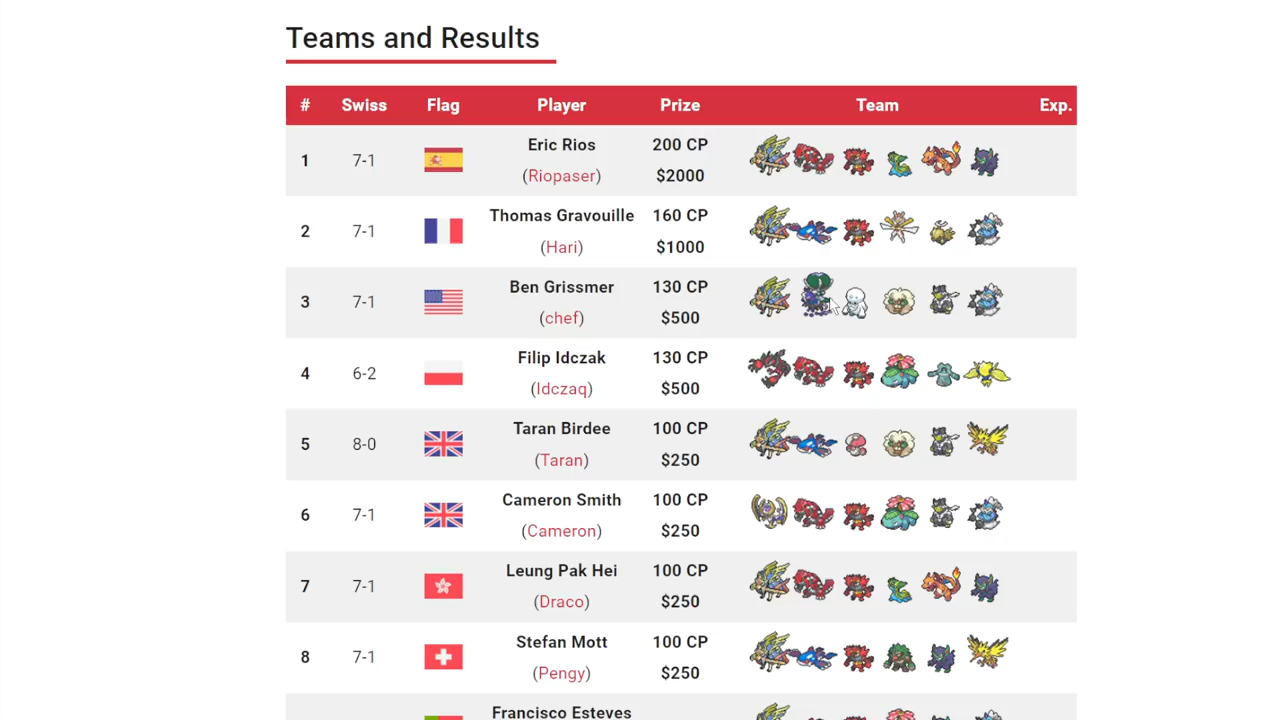 Teams and Results
# Swiss Flag Player Prize Team Exp.
1 7-1 Eric Rios 200 CP
(Riopaser) $2000
2 7-1 Thomas Gravouille 160 CP
(Hari) $1000
3 7-1 Ben Grissmer 130 CP
(chef) $500
4 6-2 Filip Idczak 130 CP
(Idczaq) $500
5 8-0 Taran Birdee 100 CP
(Taran) $250
6 7-1 Cameron Smith 100 CP
(Cameron) $250
7 7-1 Leung Pak Hei 100 CP
(Draco) $250
8 7-1 Stefan Mott 100 CP
(Pengy) $250
Francisco Esteves 100 CP